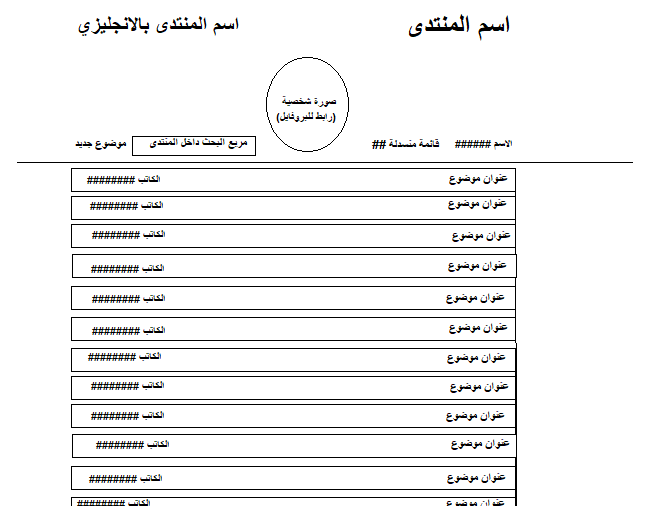 اسم المنتدى
اسم المنتدى بالانجليزي
صورة شخصية
(رابط للبروفايل)
الاسم ######
قائمة منسدلة ##
مربع البحث داخل المنتدى
موضوع جديد
عنوان موضوع الكاتب ########
عنوان موضوع الكاتب ########
عنوان موضوع الكاتب ########
عنوان موضوع الكاتب ########
عنوان موضوع الكاتب ########
عنوان موضوع الكاتب ########
عنوان موضوع الكاتب ########
عنوان موضوع الكاتب ########
عنوان موضوع الكاتب ########
عنوان موضوع الكاتب ########
عنوان موضوع الكاتب ########
عنوان موضوع الكاتب ########